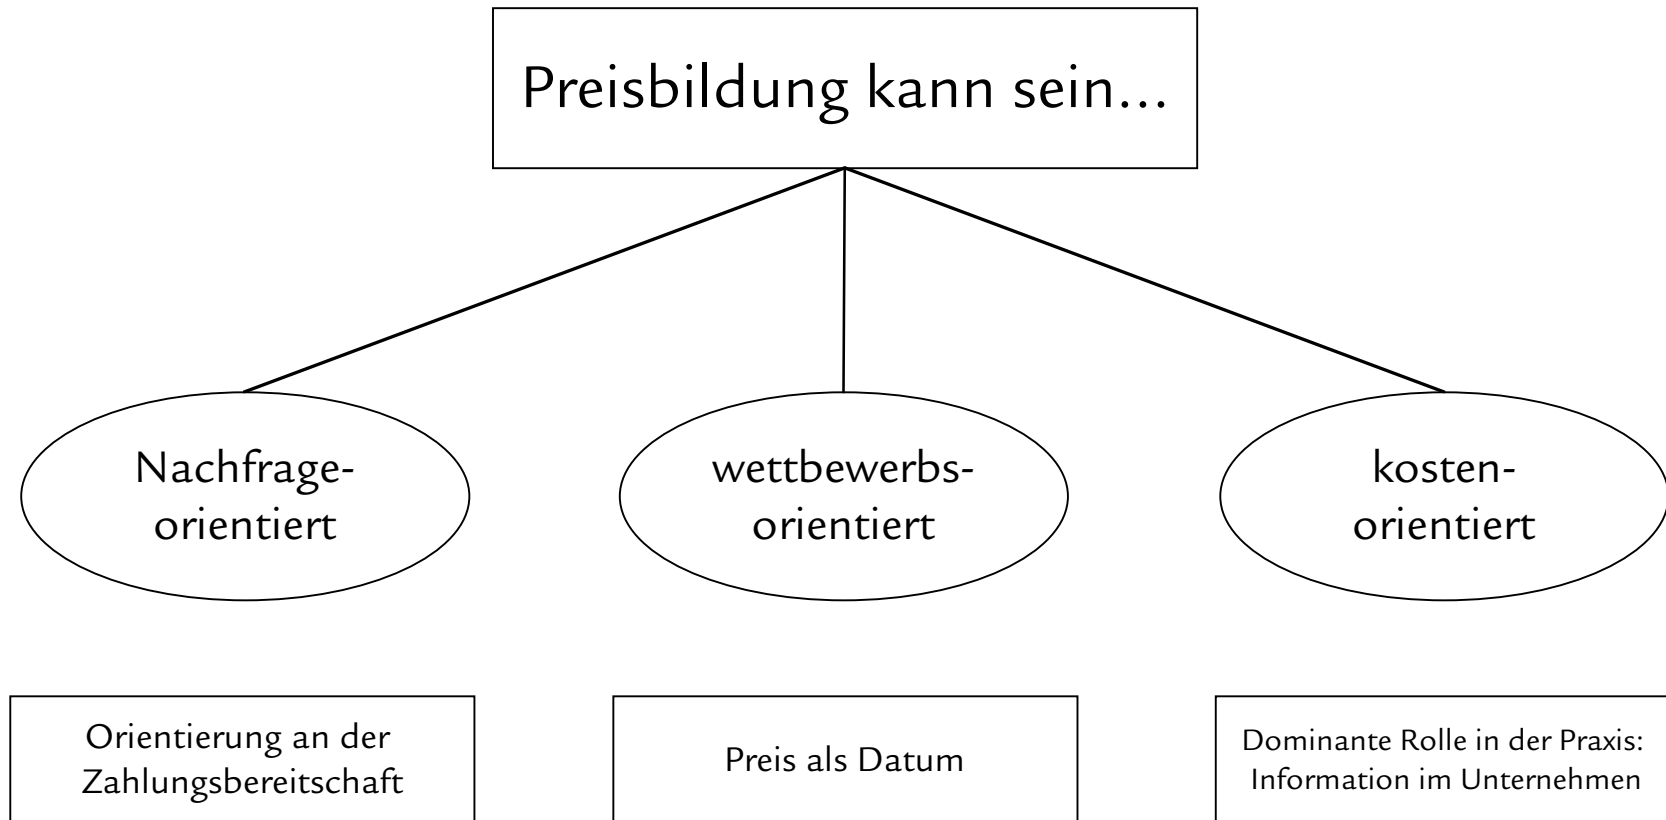 Preisbildung kann sein...
Nachfrage-
orientiert
wettbewerbs-
orientiert
kosten-
orientiert
Orientierung an der
Zahlungsbereitschaft
Preis als Datum
Dominante Rolle in der Praxis:
Information im Unternehmen